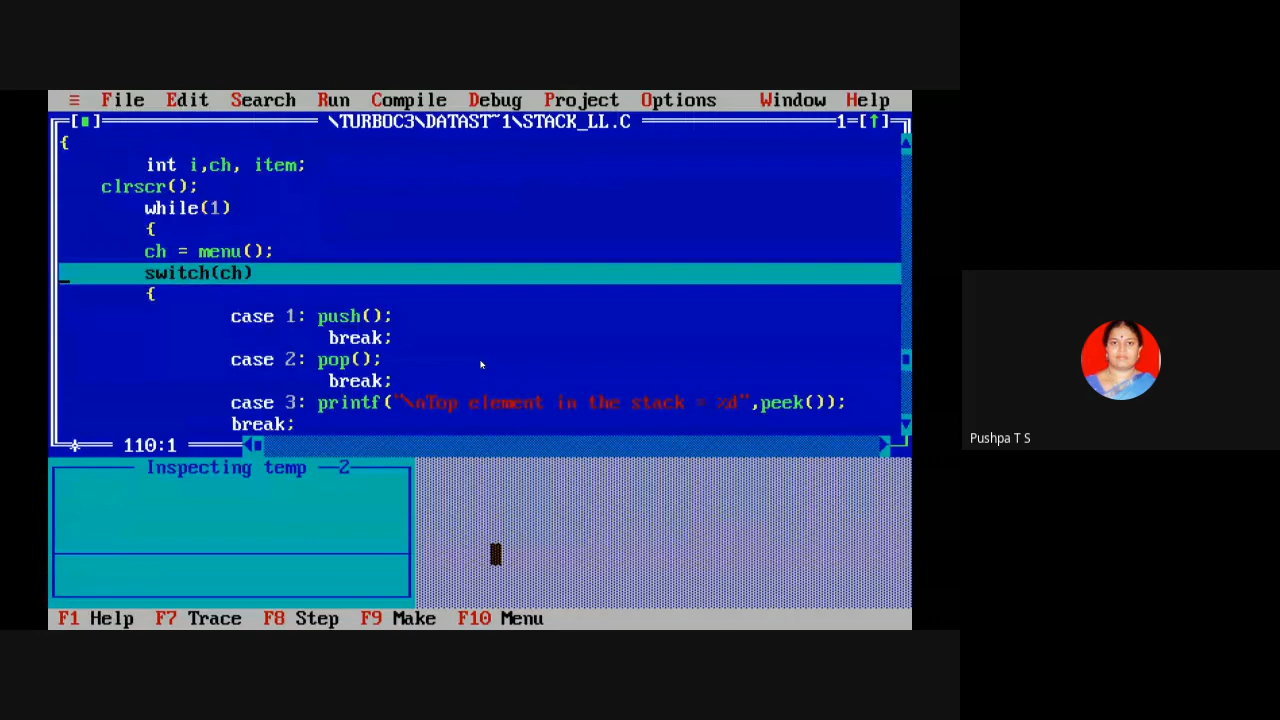 ≡ File Edit Search Run Compile Debug Project Options Window Help
[■] \TURBOC3\DATAST~1\STACK_LL.C 1=[↑]
{
int i,ch, item;
clrscr();
while(1)
{
ch = menu();
switch(ch)
{
case 1: push();
break;
case 2: pop();
break;
case 3: printf("\nTop element in the stack = %d",peek());
break;
110:1
Inspecting temp 2
F1 Help F7 Trace F8 Step F9 Make F10 Menu
Pushpa T S